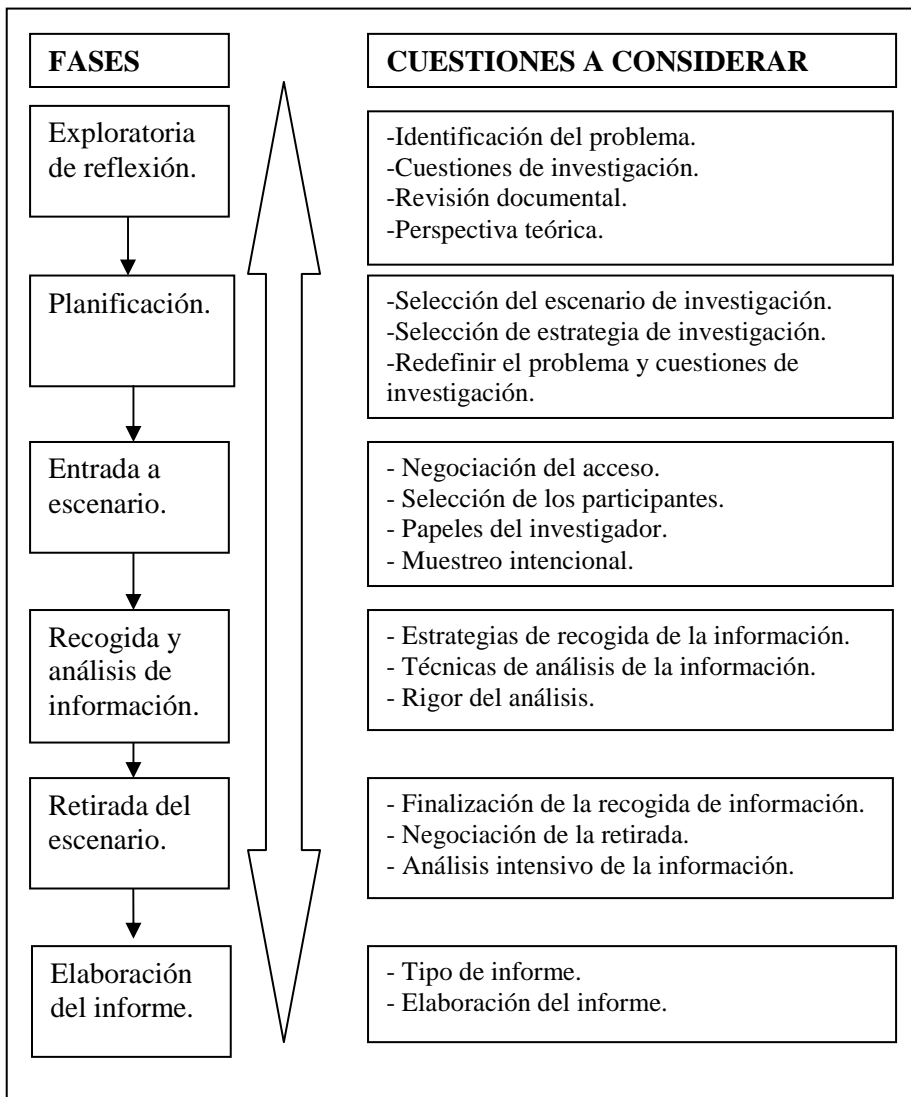 FASES
CUESTIONES A CONSIDERAR
Exploratoria
de reflexión.
-Identificación del problema.
-Cuestiones de investigación.
-Revisión documental.
-Perspectiva teórica.
Planificación.
-Selección del escenario de investigación.
-Selección de estrategia de investigación.
-Redefinir el problema y cuestiones de
investigación.
Entrada a
escenario.
- Negociación del acceso.
- Selección de los participantes.
- Papeles del investigador.
- Muestreo intencional.
Recogida y
análisis de
información.
- Estrategias de recogida de la información.
- Técnicas de análisis de la información.
- Rigor del análisis.
Retirada del
escenario.
- Finalización de la recogida de información.
- Negociación de la retirada.
- Análisis intensivo de la información.
Elaboración
del informe.
- Tipo de informe.
- Elaboración del informe.